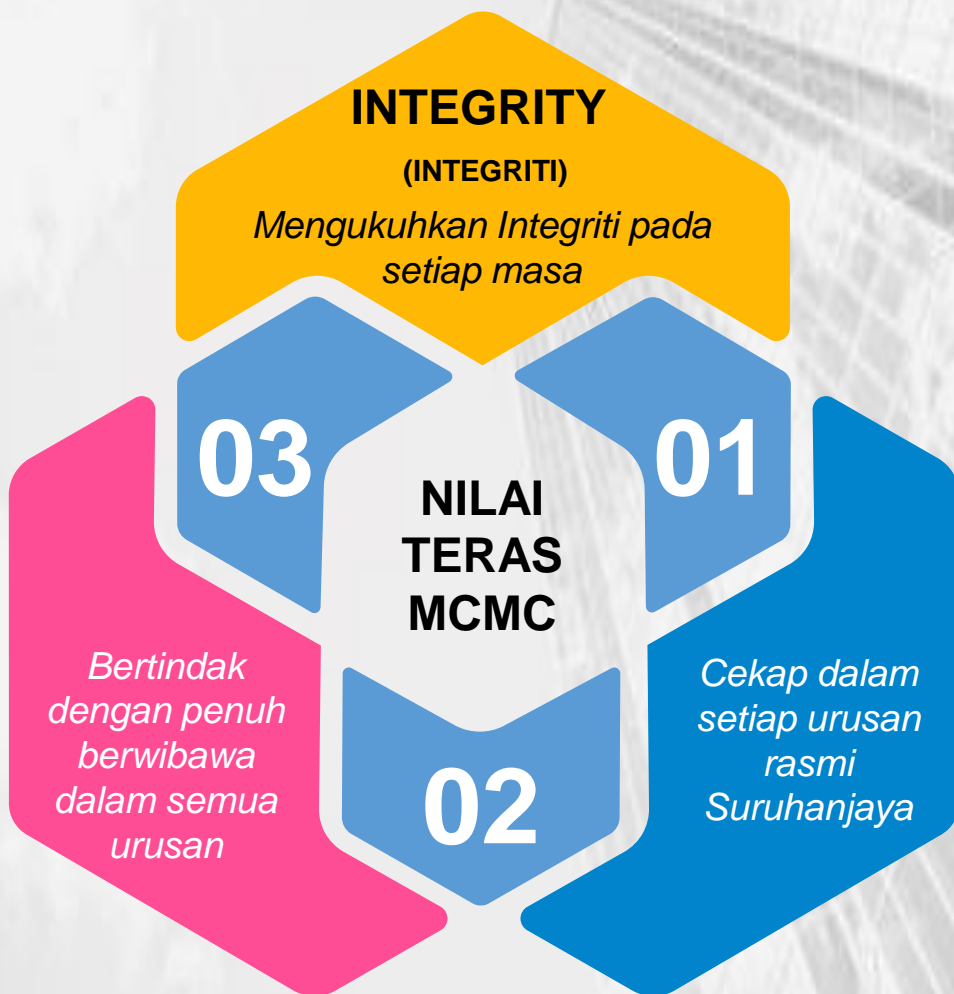 INTEGRITY
(INTEGRITI)
Mengukuhkan Integriti pada
setiap masa
03
01
NILAI
TERAS
MCMC
Bertindak
dengan penuh
berwibawa
dalam semua
urusan
02
Cekap dalam
setiap urusan
rasmi
Suruhanjaya